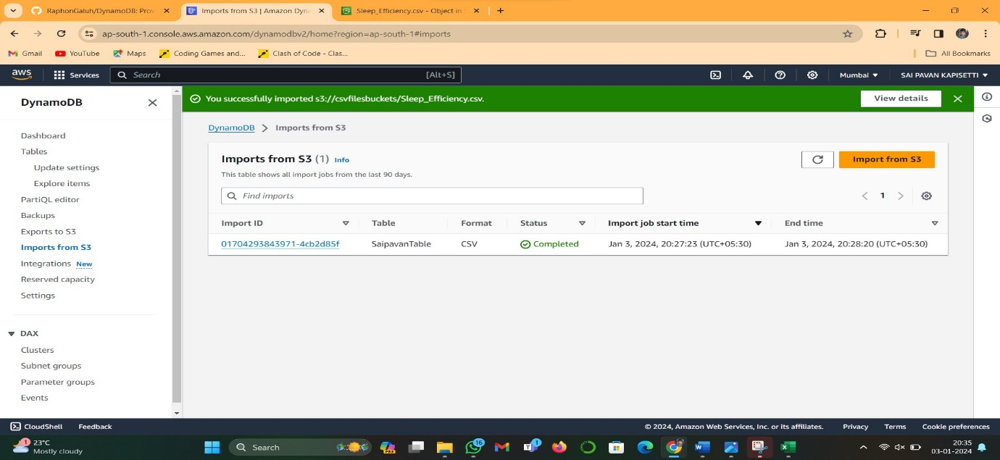 RaphonGaluh/DynamoDB: Prov
Imports from S3 | Amazon Dyna
Sleep_Efficiency.csv - Object in
ap-south-1.console.aws.amazon.com/dynamodbv2/home?region=ap-south-1#imports
Gmail YouTube Maps Coding Games and... Clash of Code - Clas... All Bookmarks
aws Services Search [Alt+S] Mumbai SAI PAVAN KAPISETTI
DynamoDB
You successfully imported s3://csvfilesbuckets/Sleep_Efficiency.csv. View details
Dashboard
Tables
Update settings
Explore items
PartiQL editor
Backups
Exports to S3
Imports from S3
Integrations New
Reserved capacity
Settings
DAX
Clusters
Subnet groups
Parameter groups
Events
DynamoDB Imports from S3
Imports from S3 (1) Info Import from S3
This table shows all import jobs from the last 90 days.
Find imports 1
Import ID Table Format Status Import job start time End time
01704293843971-4cb2d85f SaipavanTable CSV Completed Jan 3, 2024, 20:27:23 (UTC+05:30) Jan 3, 2024, 20:28:20 (UTC+05:30)
CloudShell Feedback © 2024, Amazon Web Services, Inc. or its affiliates. Privacy Terms Cookie preferences
1 23°C
Mostly cloudy
Search
PRE
16
1
20:35
03-01-2024